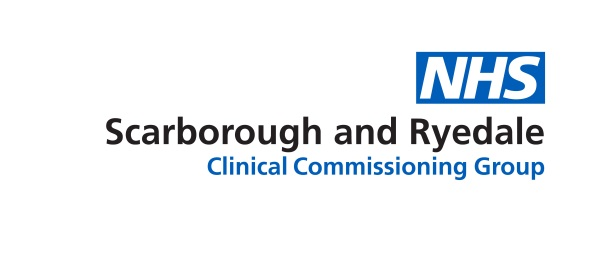 NHS
Scarborough and Ryedale
Clinical Commissioning Group